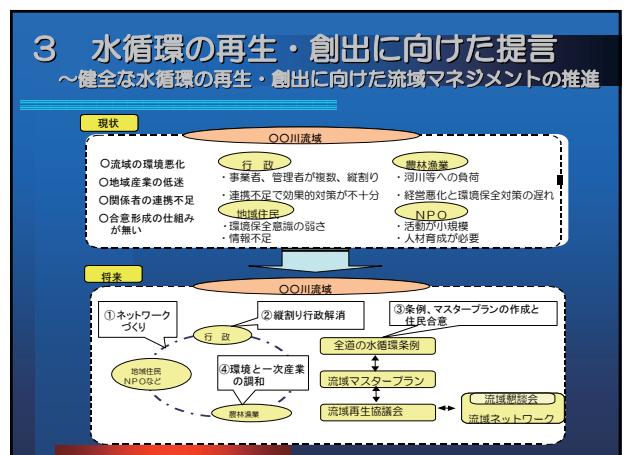 ３　水循環の再生・創出に向けた提言
～健全な水循環の再生・創出に向けた流域マネジメントの推進
現状
〇〇川流域
〇流域の環境悪化
〇地域産業の低迷
〇関係者の連携不足
〇合意形成の仕組み
が無い
行　政
・事業者、管理者が複数、縦割り
・連携不足で効果的対策が不十分
地域住民
・環境保全意識の弱さ
・情報不足
農林漁業
・河川等への負荷
・経営悪化と環境保全対策の遅れ
ＮＰＯ
・活動が小規模
・人材育成が必要
将来
〇〇川流域
①ネットワーク
づくり
②縦割り行政解消
③条例、マスタープランの作成と
住民合意
行　政
地域住民
ＮＰＯなど
④環境と一次産業
の調和
農林漁業
全道の水循環条例
流域マスタープラン
流域再生協議会
流域懇談会
流域ネットワーク